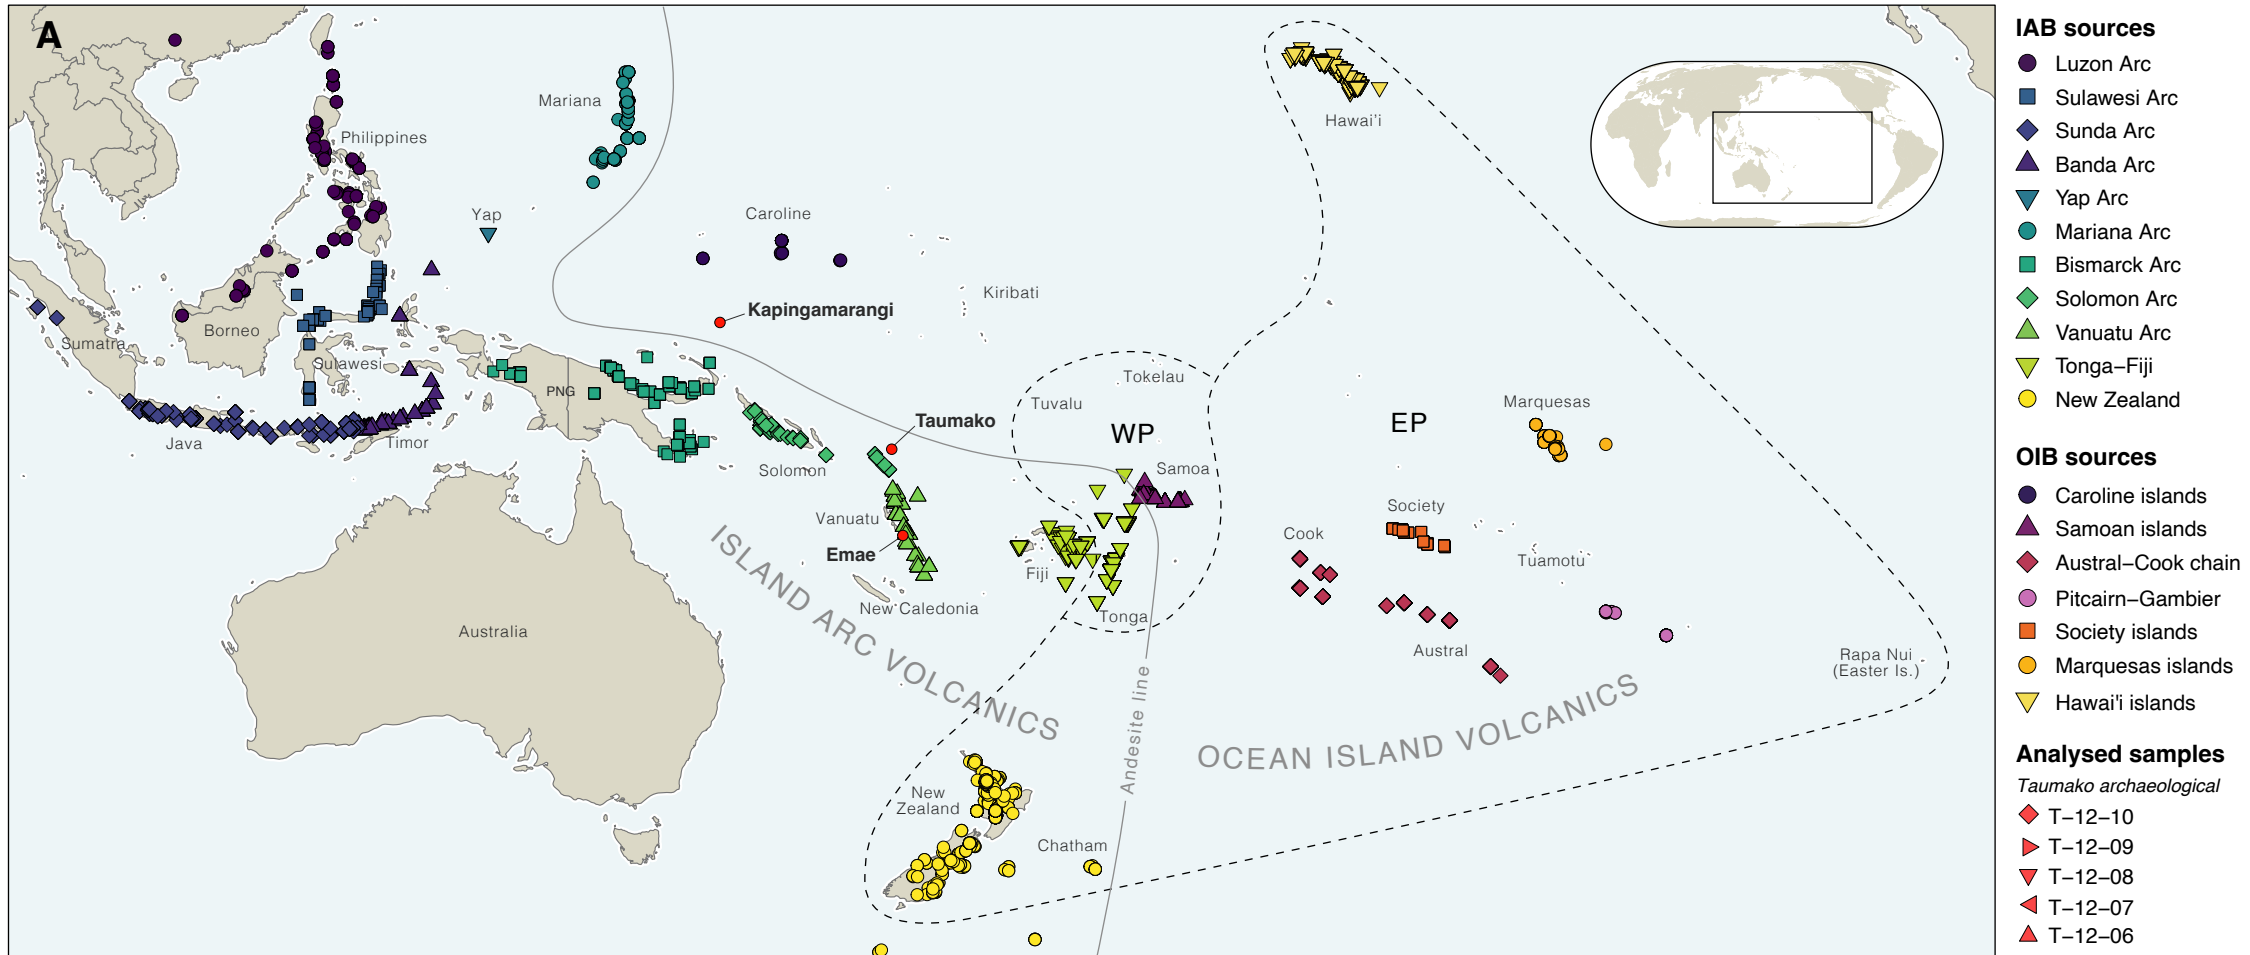 A
Mariana
Philippines
Hawai'i
Yap
Caroline
Kiribati
Kapingamarangi
Borneo
Sumatra
Sulawesi
PNG
Tokelau
Tuvalu
Marquesas
Taumako
WP
EP
Java
Timor
Solomon
Samoa
Society
Vanuatu
Cook
Emae
Fiji
Tuamotu
New Caledonia
Tonga
Australia
Austral
Rapa Nui
(Easter Is.)
ISLAND ARC VOLCANICS
Andesite line
OCEAN ISLAND VOLCANICS
New
Zealand
Chatham
IAB sources
Luzon Arc
Sulawesi Arc
Sunda Arc
Banda Arc
Yap Arc
Mariana Arc
Bismarck Arc
Solomon Arc
Vanuatu Arc
Tonga−Fiji
New Zealand
OIB sources
Caroline islands
Samoan islands
Austral−Cook chain
Pitcairn−Gambier
Society islands
Marquesas islands
Hawai'i islands
Analysed samples
Taumako archaeological
T−12−10
T−12−09
T−12−08
T−12−07
T−12−06